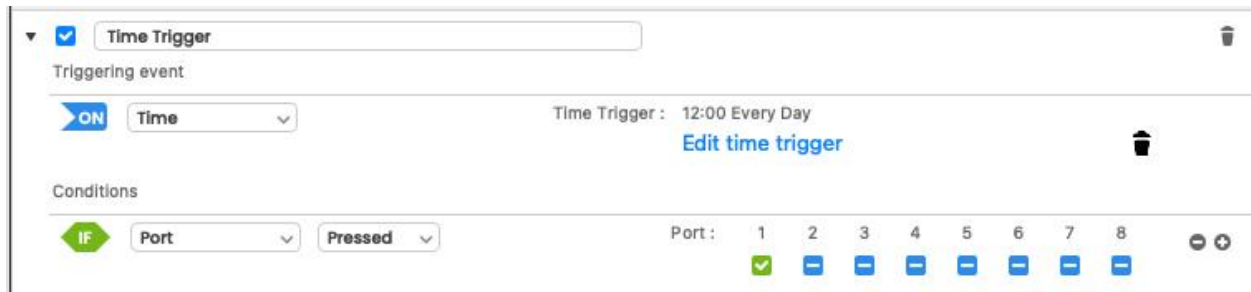 Time Trigger
Triggering event
ON Time Time Trigger : 12:00 Every Day
Edit time trigger
Conditions
IF Port Pressed Port : 1 2 3 4 5 6 7 8